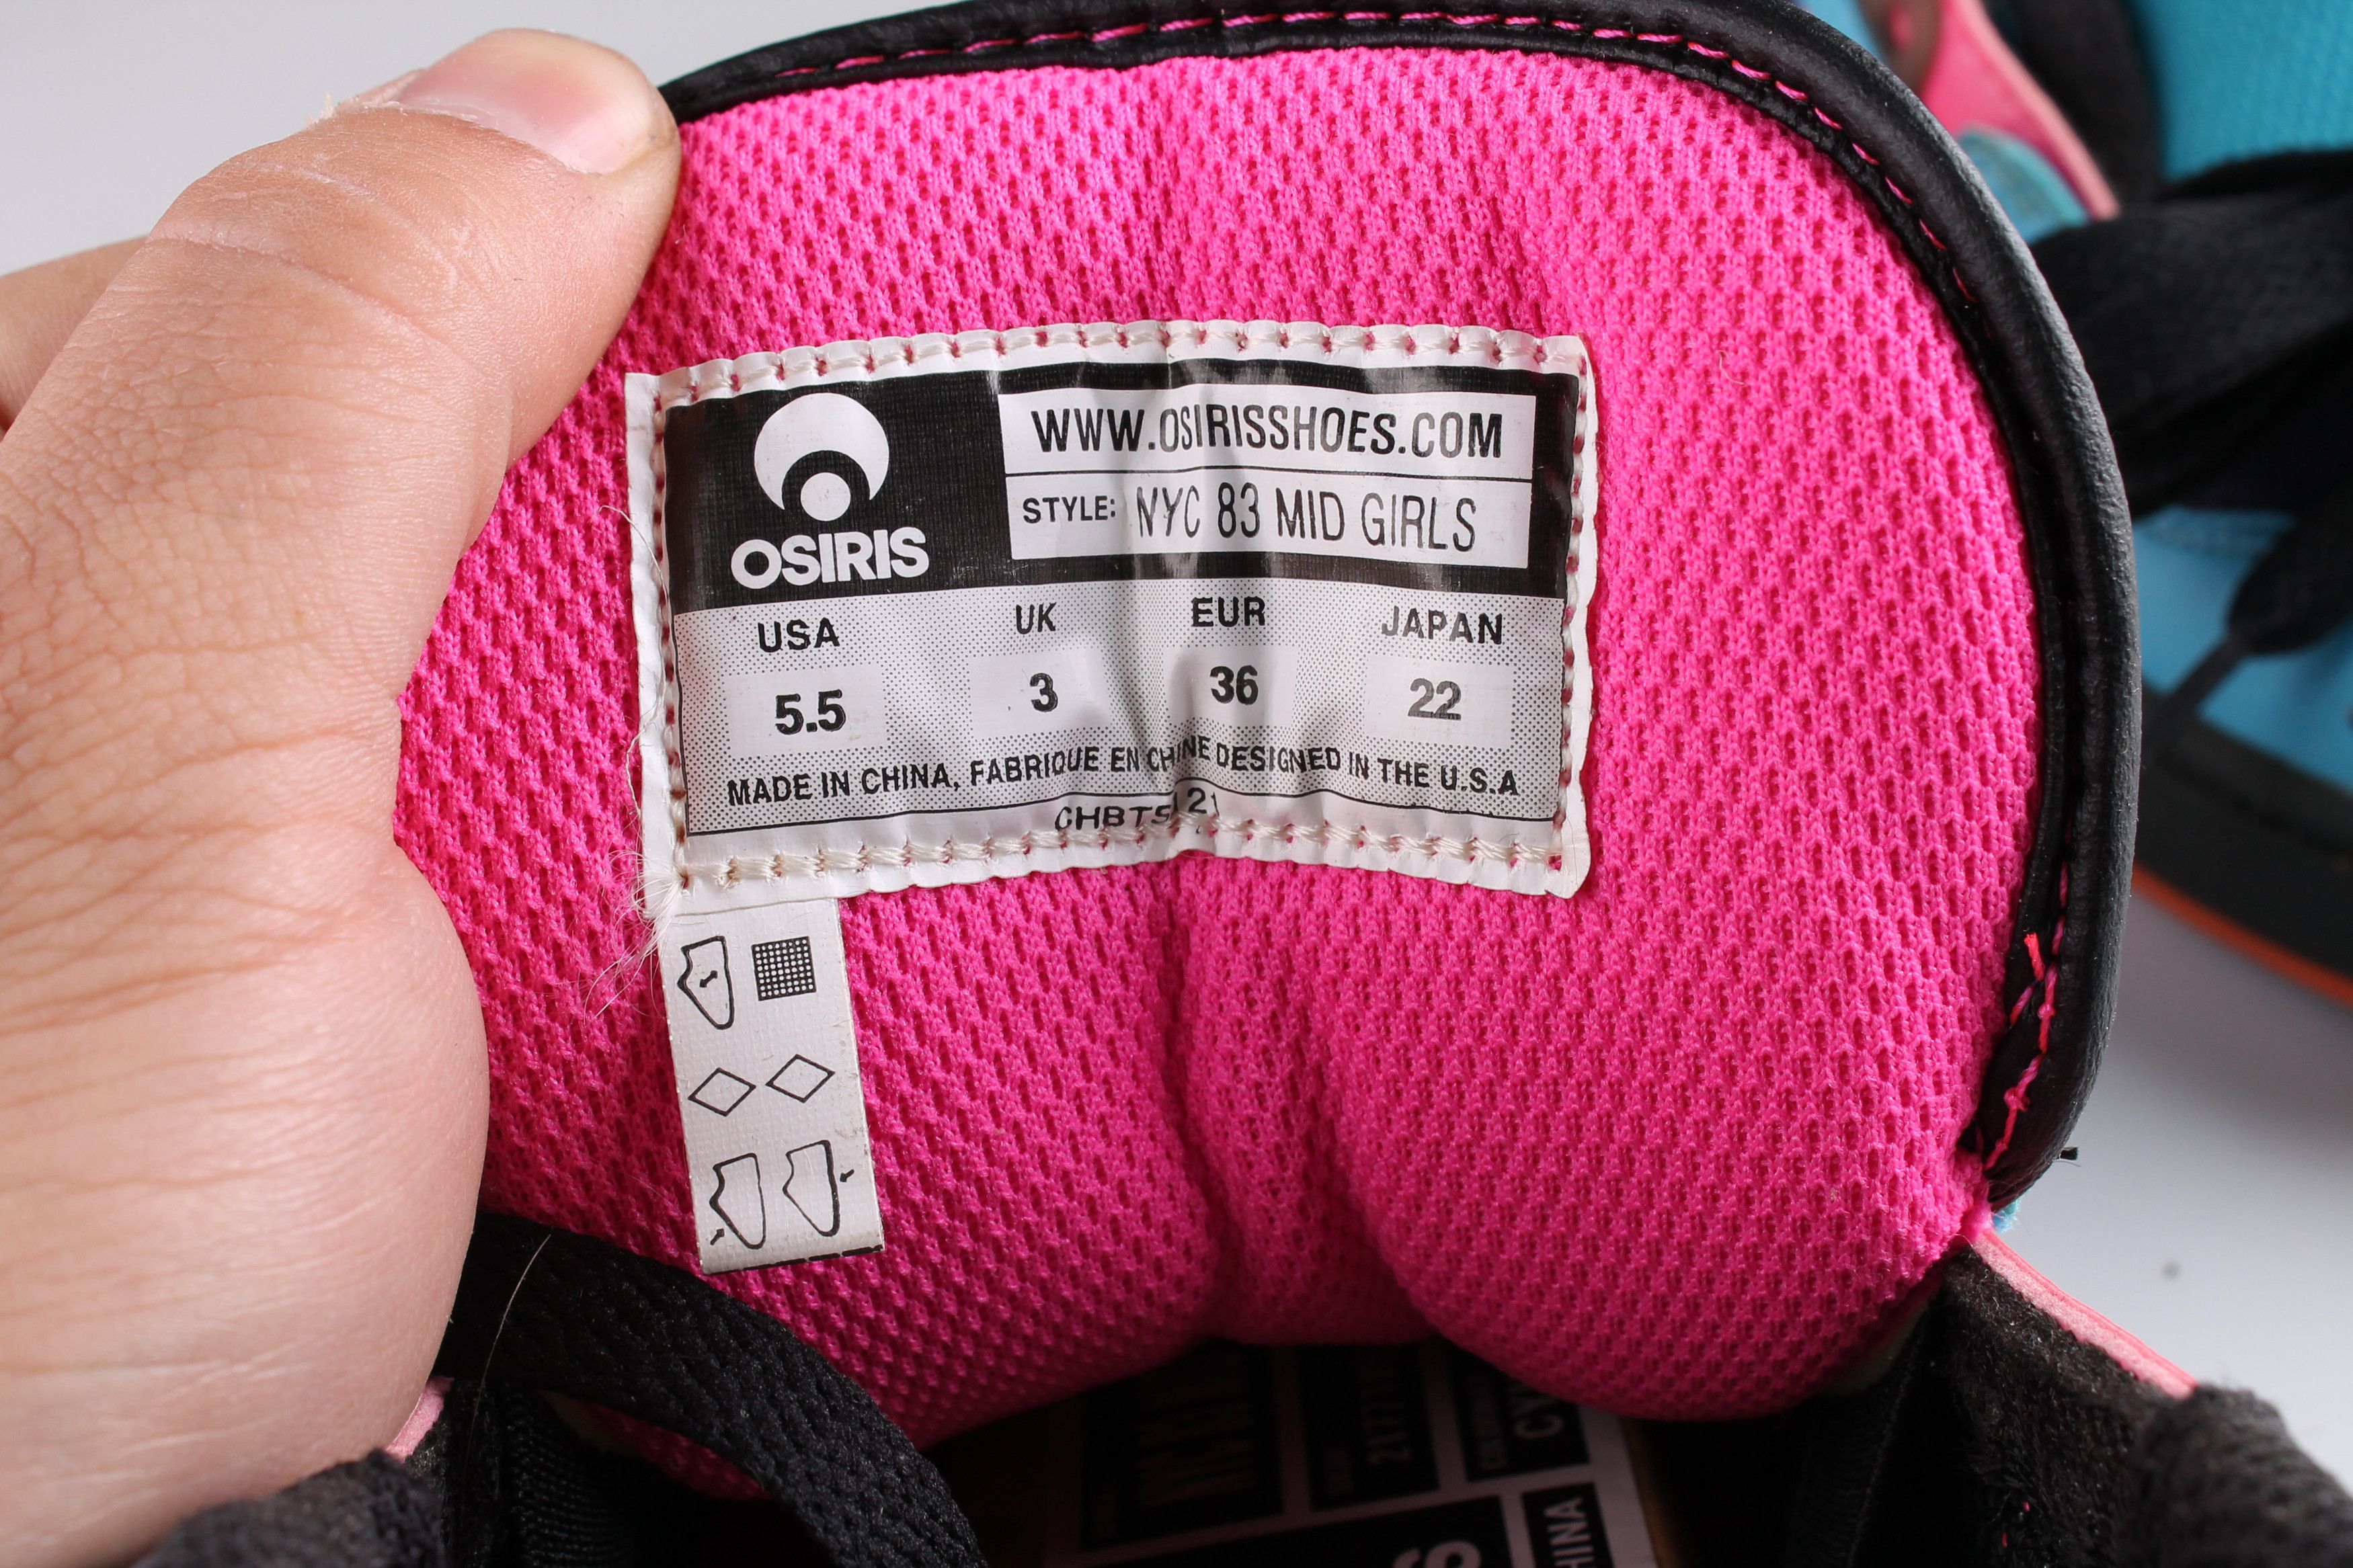 WWW.OSIRISSHOES.COM
STYLE: NYC 83 MID GIRLS
OSIRIS
USA UK EUR JAPAN
5.5 3 36 22
MADE IN CHINA, FABRIQUE EN CHINE DESIGNED IN THE U.S.A